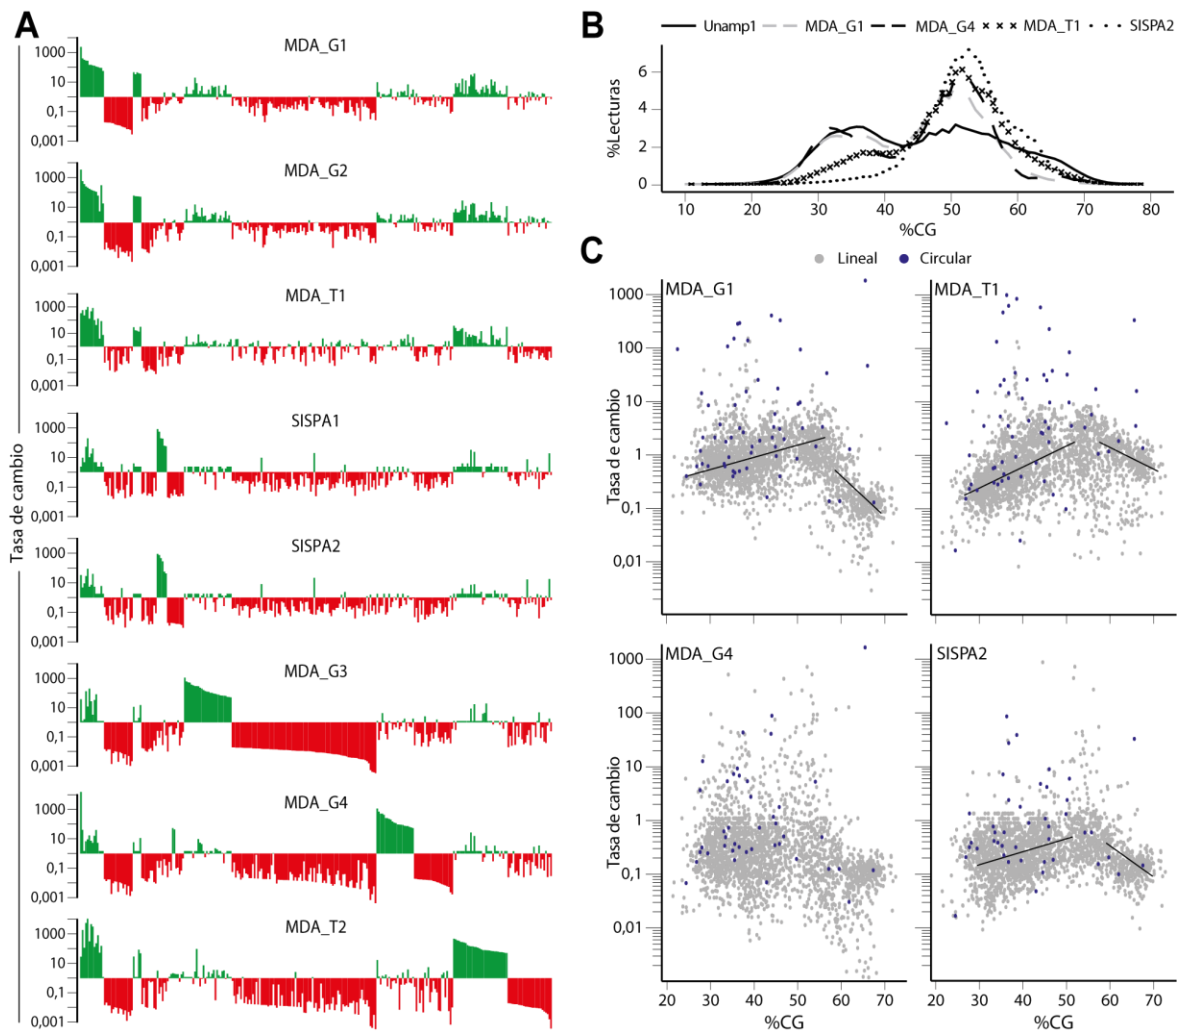 A
Tasa de cambio
MDA_G1
1000
10
0,1
0,001
MDA_G2
1000
10
0,1
0,001
MDA_T1
1000
10
0,1
0,001
SISPA1
1000
10
0,1
0,001
SISPA2
1000
10
0,1
0,001
MDA_G3
1000
10
0,1
0,001
MDA_G4
1000
10
0,1
0,001
MDA_T2
1000
10
0,1
0,001
B
Unamp1 MDA_G1 MDA_G4 MDA_T1 SISPA2
%Lecturas
6
4
2
0
10 20 30 40 50 60 70 80
%CG
C
Lineal Circular
MDA_G1
MDA_T1
Tasa de cambio
1000
100
10
1
0,1
0,01
MDA_G4
SISPA2
Tasa de cambio
1000
100
10
1
0,1
0,01
20 30 40 50 60 70
%CG
20 30 40 50 60 70
%CG